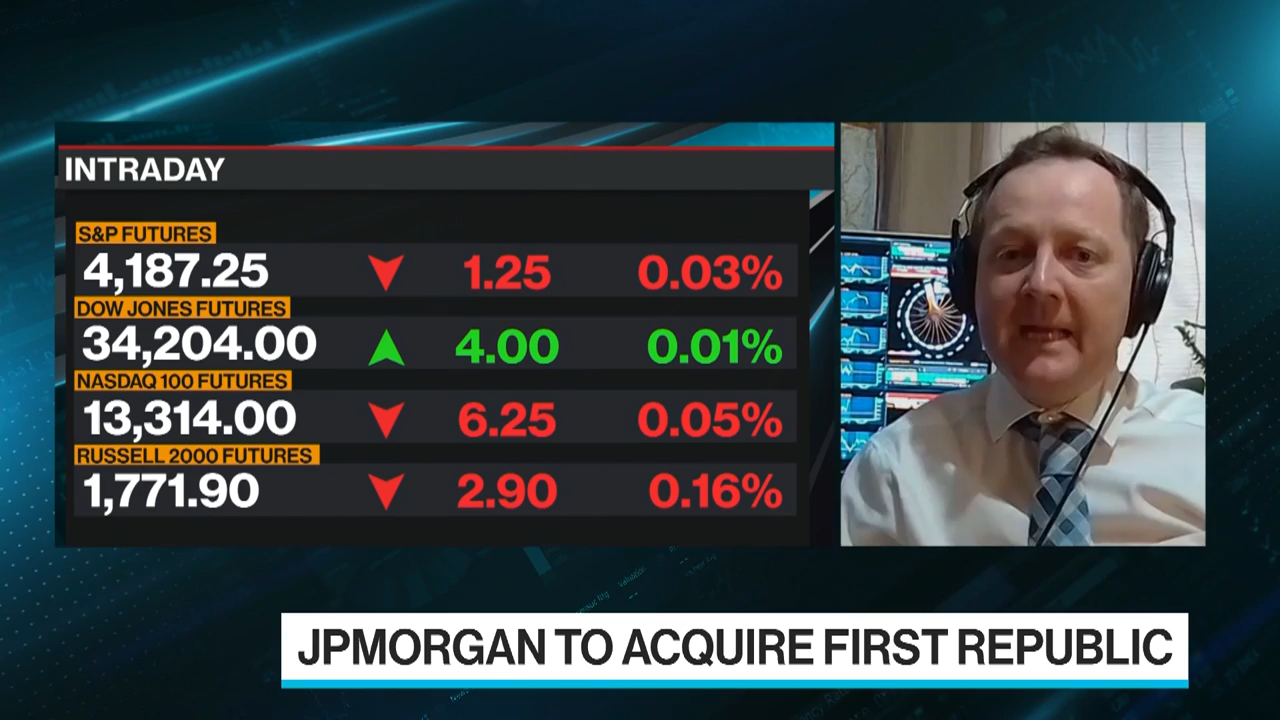 INTRADAY
S&P FUTURES
4,187.25 1.25 0.03%
DOW JONES FUTURES
34,204.00 4.00 0.01%
NASDAQ 100 FUTURES
13,314.00 6.25 0.05%
RUSSELL 2000 FUTURES
1,771.90 2.90 0.16%
JPMORGAN TO ACQUIRE FIRST REPUBLIC